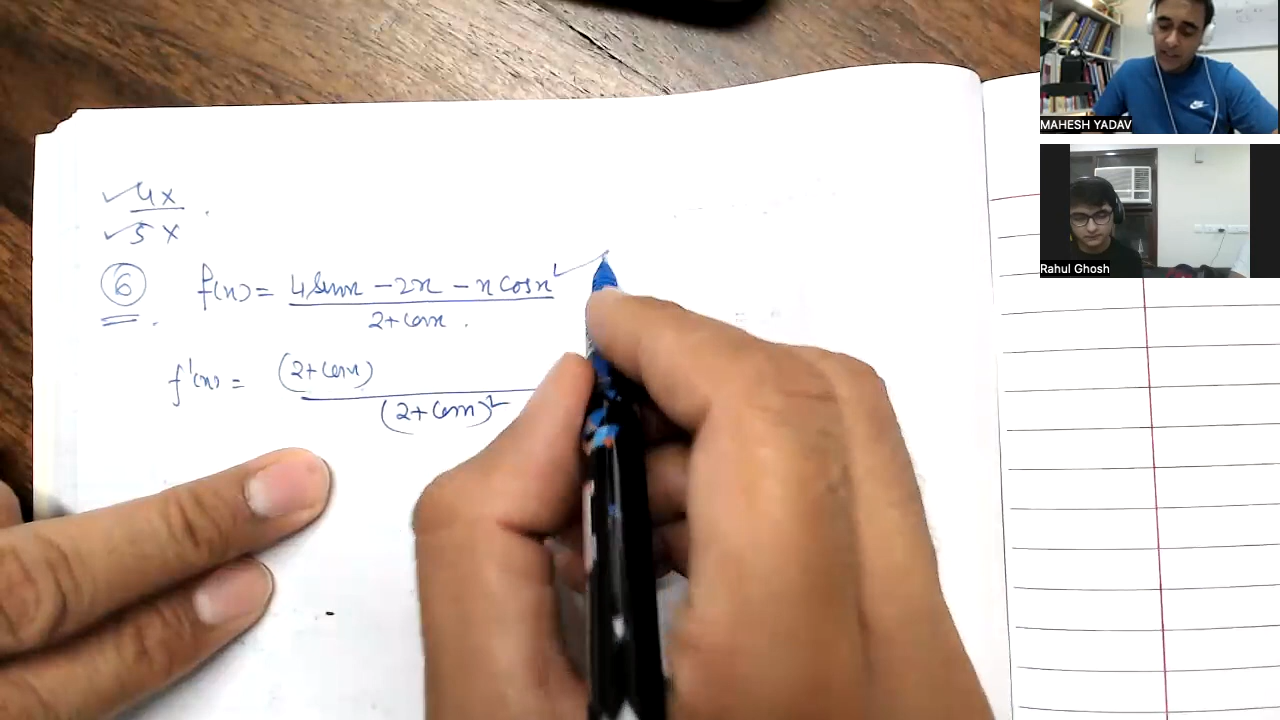 4x
5x
6 f(x) = 4 sinx - 2x - x cosx
2 + cosx .
f'(x) = (2 + cosx)
(2 + cosx)²
MAHESH YADAV
Rahul Ghosh